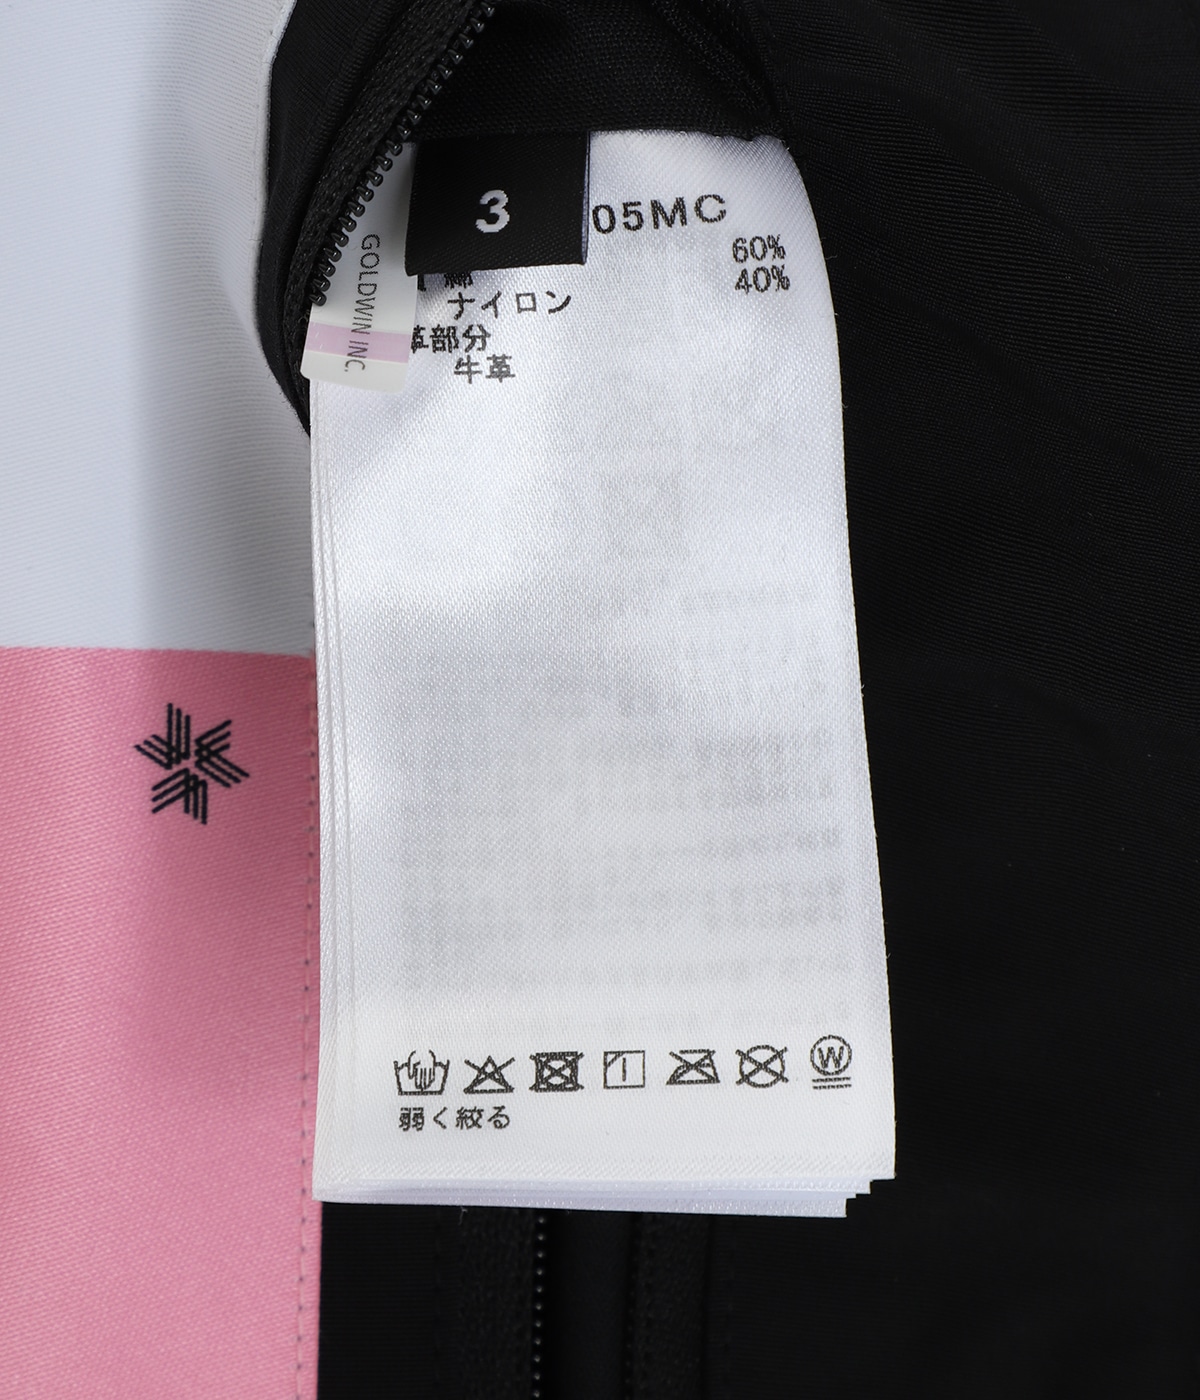 3
05MC
60%
綿
40%
ナイロン
革部分
牛革
GOLDWIN INC.
W
弱く絞る